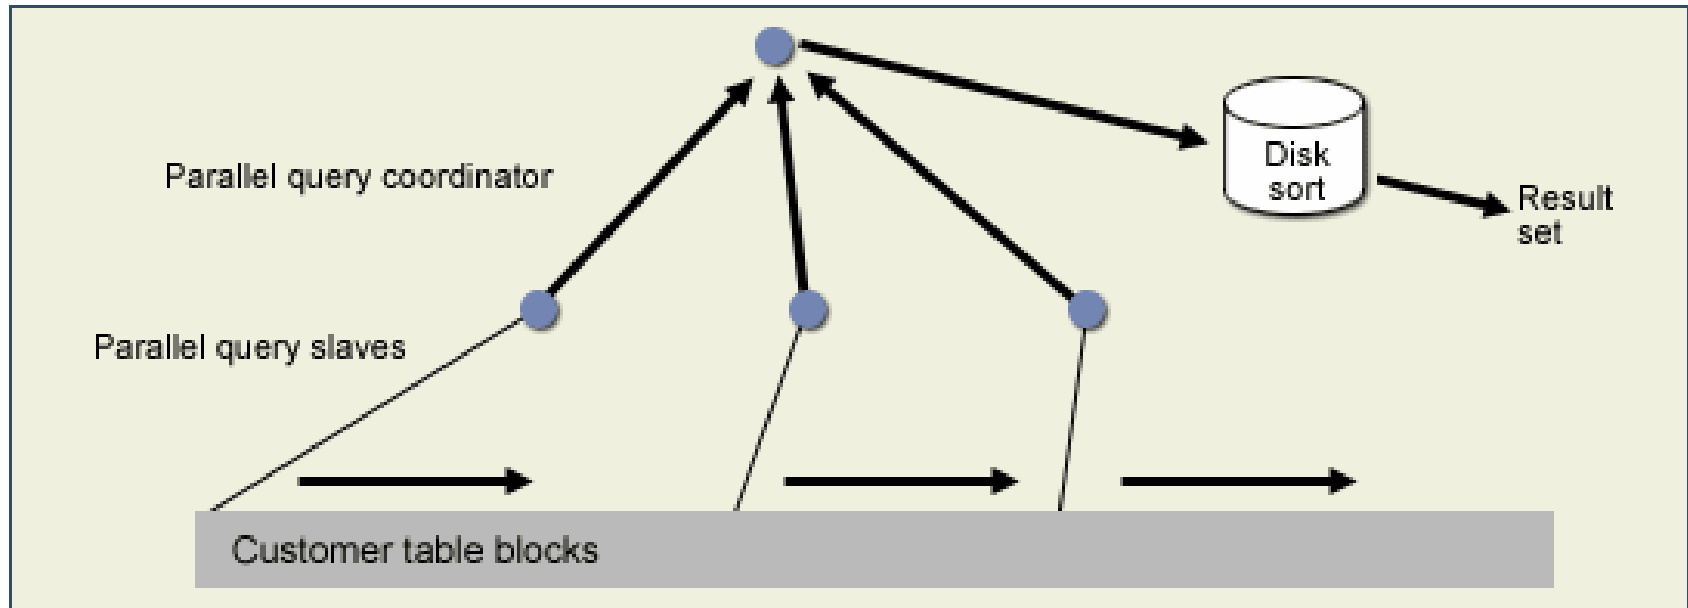 Disk
sort
Parallel query coordinator
Result
set
Parallel query slaves
Customer table blocks